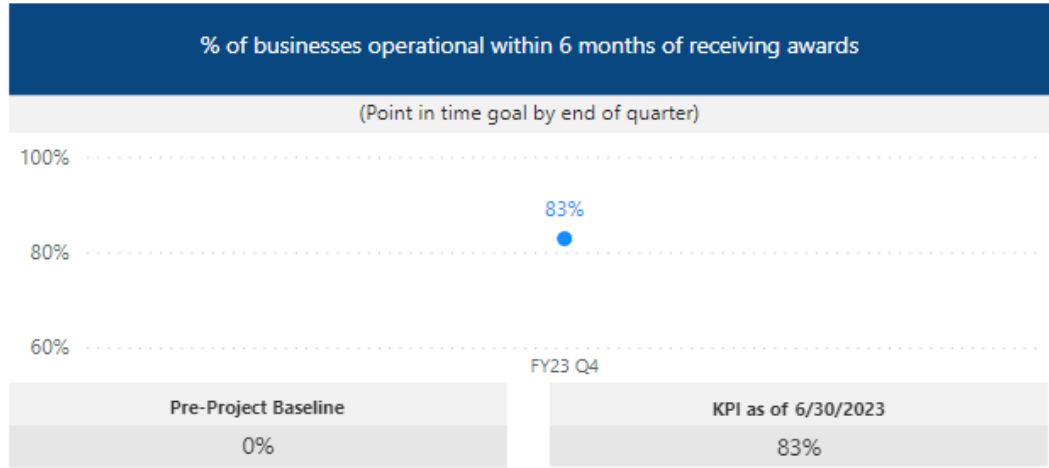 % of businesses operational within 6 months of receiving awards
(Point in time goal by end of quarter)
100%
83%
80%
60%
FY23 Q4
Pre-Project Baseline
KPI as of 6/30/2023
0%
83%